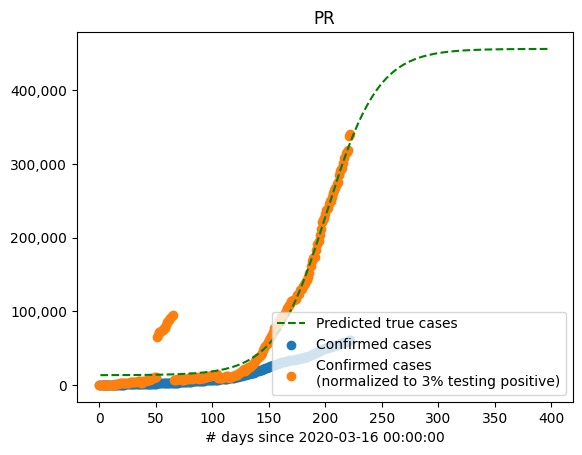 PR
400,000
300,000
200,000
100,000
0
Predicted true cases
Confirmed cases
Confirmed cases
(normalized to 3% testing positive)
0 50 100 150 200 250 300 350 400
# days since 2020-03-16 00:00:00